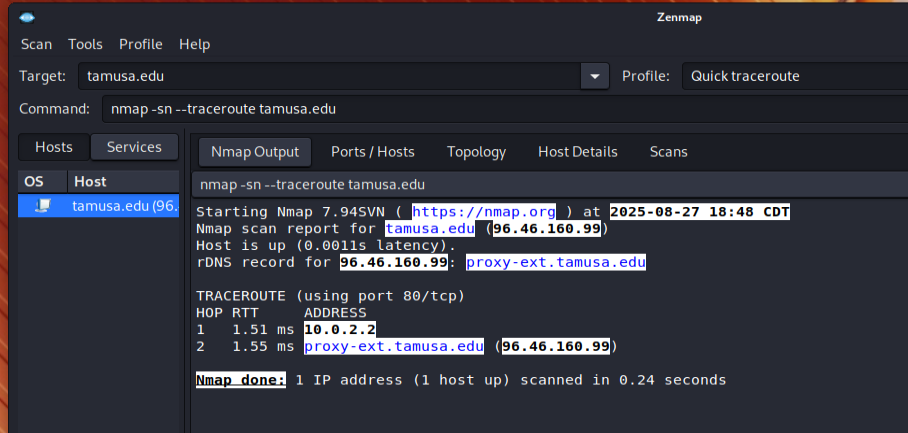 Zenmap
Scan Tools Profile Help
Target: tamusa.edu Profile: Quick traceroute
Command: nmap -sn --traceroute tamusa.edu
Hosts Services
Nmap Output Ports / Hosts Topology Host Details Scans
OS Host
nmap -sn --traceroute tamusa.edu
tamusa.edu (96.
Starting Nmap 7.94SVN ( https://nmap.org ) at 2025-08-27 18:48 CDT
Nmap scan report for tamusa.edu (96.46.160.99)
Host is up (0.0011s latency).
rDNS record for 96.46.160.99: proxy-ext.tamusa.edu
TRACEROUTE (using port 80/tcp)
HOP RTT ADDRESS
1 1.51 ms 10.0.2.2
2 1.55 ms proxy-ext.tamusa.edu (96.46.160.99)
Nmap done: 1 IP address (1 host up) scanned in 0.24 seconds